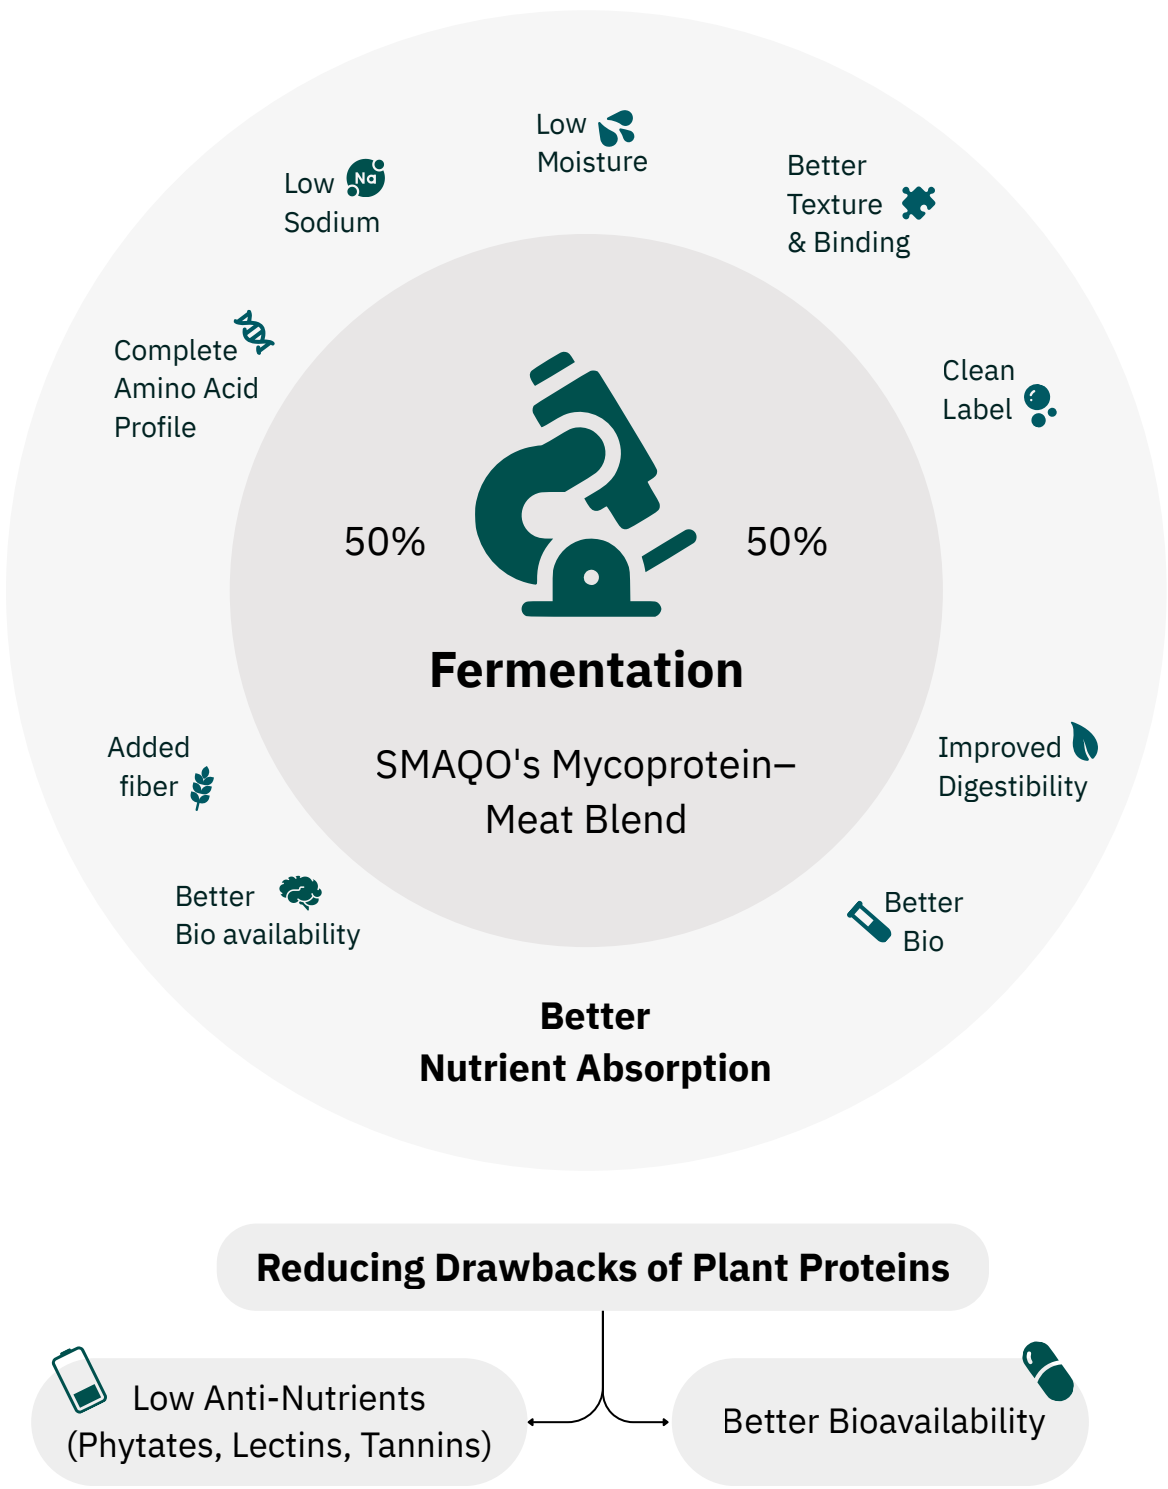 Low
Moisture
Low
Na
Sodium
Better
Texture
& Binding
Complete
Amino Acid
Profile
Clean
Label
50%
50%
Fermentation
SMAQO's Mycoprotein–
Meat Blend
Added
fiber
Improved
Digestibility
Better
Bio availability
Better
Bio
Better
Nutrient Absorption
Reducing Drawbacks of Plant Proteins
Low Anti-Nutrients
(Phytates, Lectins, Tannins)
Better Bioavailability